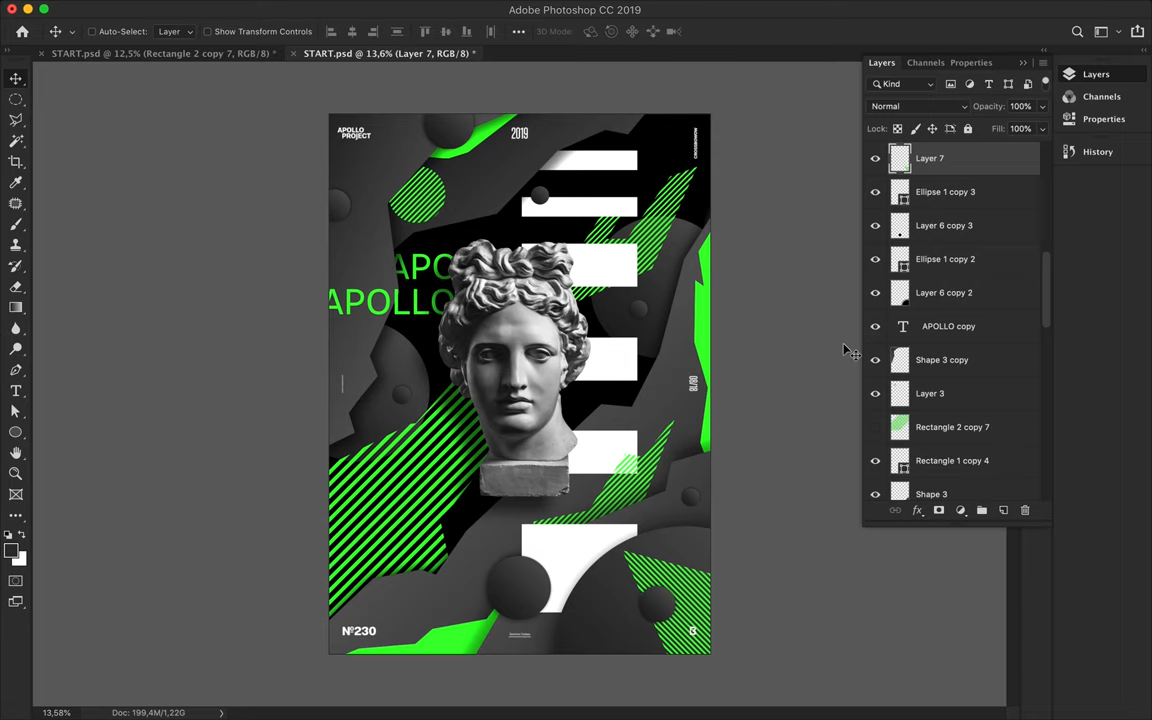 Adobe Photoshop CC 2019
Auto-Select:
Layer
Show Transform Controls
3D Mode:
START.psd @ 12,5% (Rectangle 2 copy 7, RGB/8) *
START.psd @ 13,6% (Layer 7, RGB/8) *
APOLLO
PROJECT
2019
APO
APOLLO
08/18
Nº230
Layers
Channels
Properties
Kind
Normal
Opacity: 100%
Lock:
Fill: 100%
Layer 7
Ellipse 1 copy 3
Layer 6 copy 3
Ellipse 1 copy 2
Layer 6 copy 2
T
APOLLO copy
Shape 3 copy
Layer 3
Rectangle 2 copy 7
Rectangle 1 copy 4
Shape 3
fx
Layers
Channels
Properties
History
13,58%
Doc: 199,4M/1,22G